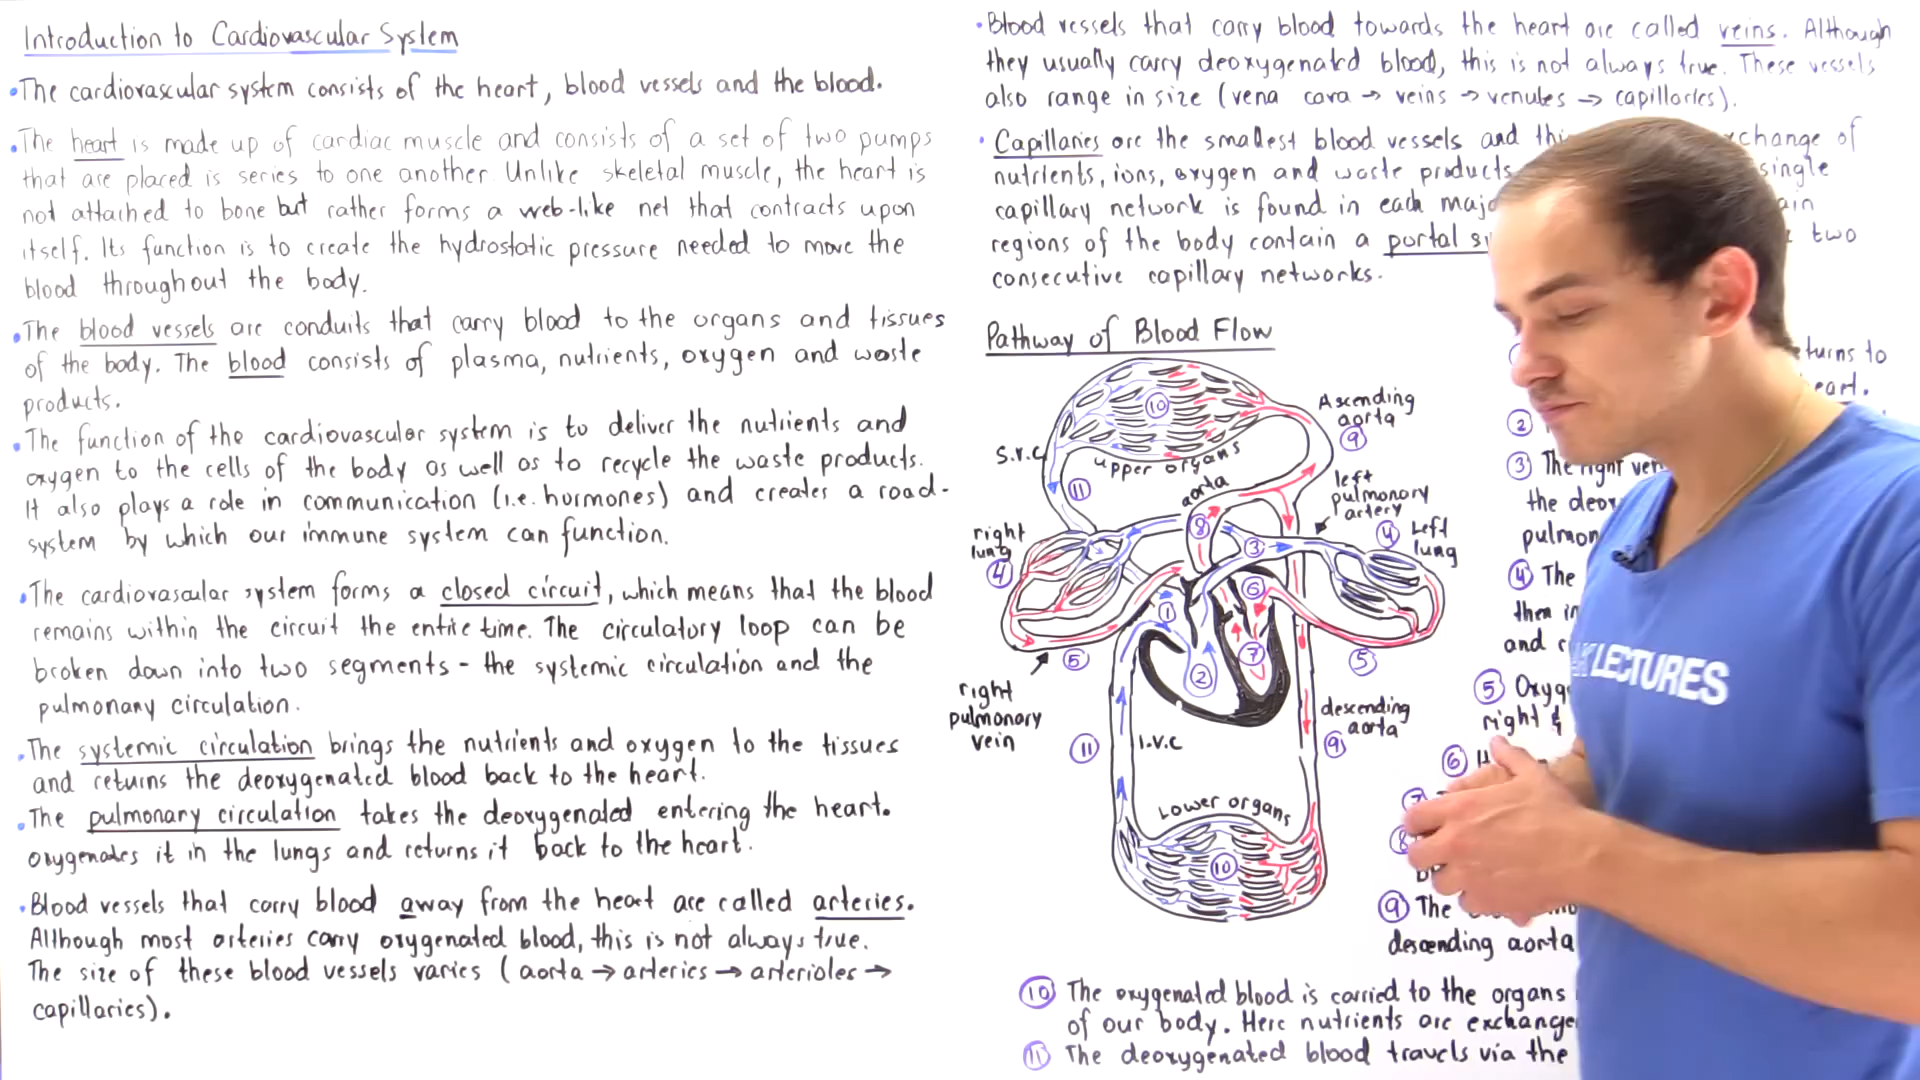 Introduction to Cardiovascular System
•The cardiovascular system consists of the heart, blood vessels and the blood.
•The heart is made up of cardiac muscle and consists of a set of two pumps
that are placed is series to one another. Unlike skeletal muscle, the heart is
not attached to bone but rather forms a web-like net that contracts upon
itself. Its function is to create the hydrostatic pressure needed to move the
blood throughout the body.
•The blood vessels are conduits that carry blood to the organs and tissues
of the body. The blood consists of plasma, nutrients, oxygen and waste
products.
•The function of the cardiovascular system is to deliver the nutrients and
oxygen to the cells of the body as well as to recycle the waste products.
It also plays a role in communication (i.e. hormones) and creates a road-
system by which our immune system can function.
•The cardiovascular system forms a closed circuit, which means that the blood
remains within the circuit the entire time. The circulatory loop can be
broken down into two segments - the systemic circulation and the
pulmonary circulation.
•The systemic circulation brings the nutrients and oxygen to the tissues
and returns the deoxygenated blood back to the heart.
•The pulmonary circulation takes the deoxygenated entering the heart.
oxygenates it in the lungs and returns it back to the heart.
•Blood vessels that carry blood away from the heart are called arteries.
Although most arteries carry oxygenated blood, this is not always true.
The size of these blood vessels varies (aorta → arteries → arterioles →
capillaries).
•Blood vessels that carry blood towards the heart are called veins. Although
they usually carry deoxygenated blood, this is not always true. These vessels
also range in size (vena cava → veins → venules → capillaries).
•Capillaries are the smallest blood vessels and change of
nutrients, ions, oxygen and waste products single
capillary network is found in each
regions of the body contain a portal two
consecutive capillary networks.
Pathway of Blood Flow
10
upper organs
S.v.c
11
Ascending
aorta
9
aorta
left
pulmonary
artery
8
3
4
Left
lung
right
lung
4
1
6
5
2
7
5
right
pulmonary
vein
11
I.v.c
descending
aorta
9
Lower organs
10
turns to
eart.
2
3 The right
the
4 The
then
and
5
right &
6
7
8
9 The
descending aorta
10 The oxygenated blood is carried to the organs
of our body. Here nutrients are
11 The deoxygenated blood travels via the
LECTURES